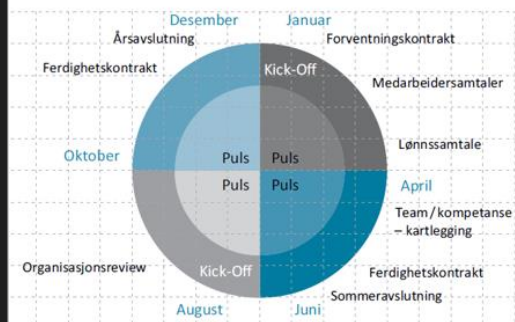 Desember
Januar
Årsavslutning
Forventningskontrakt
Ferdighetskontrakt
Kick-Off
Medarbeidersamtaler
Lønnssamtale
Oktober
Puls
Puls
Puls
Puls
April
Team/kompetanse
– kartlegging
Organisasjonsreview
Kick-Off
Ferdighetskontrakt
Sommeravslutning
August
Juni